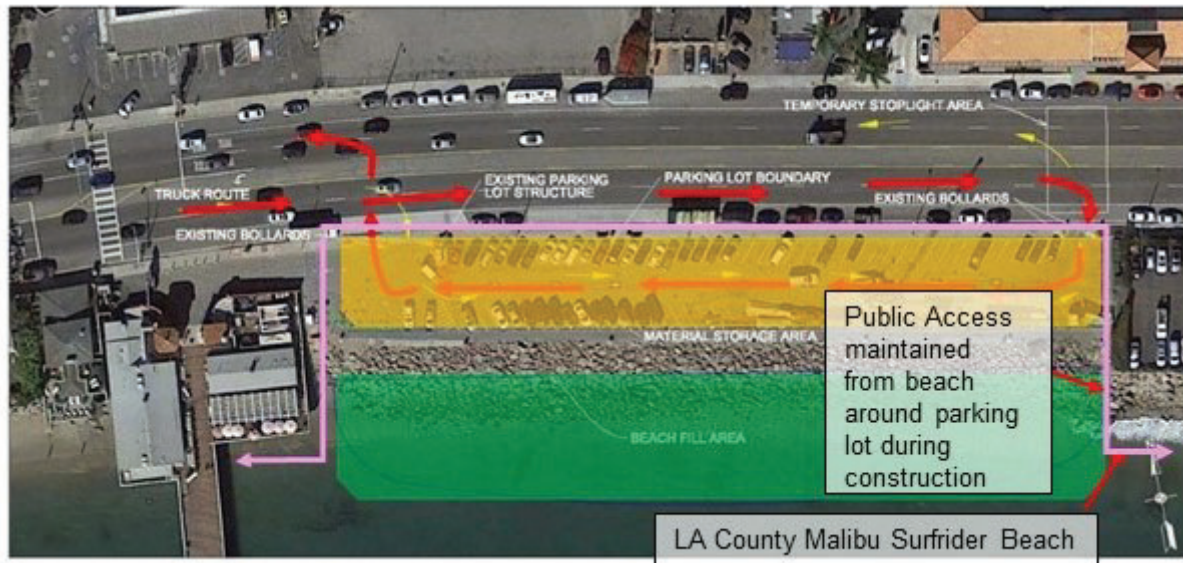 TEMPORARY STOPLIGHT AREA
TRUCK ROUTE
EXISTING PARKING
LOT STRUCTURE
PARKING LOT BOUNDARY
EXISTING BOLLARDS
EXISTING BOLLARDS
MATERIAL STORAGE AREA
BEACH FILL AREA
Public Access
maintained
from beach
around parking
lot during
construction
LA County Malibu Surfrider Beach